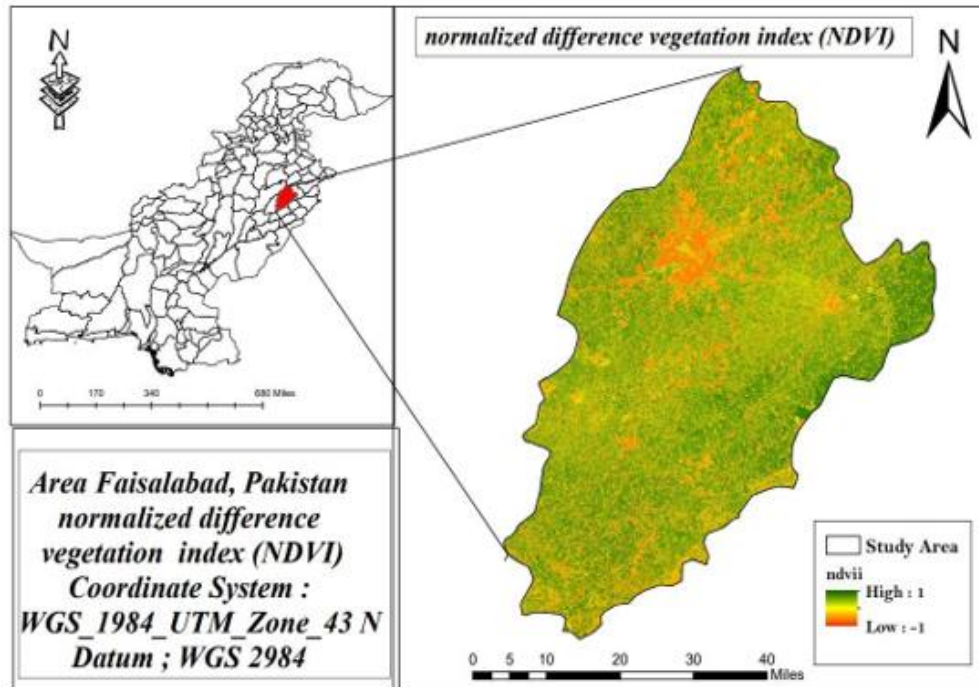 N
0 170 340 680 Miles
Area Faisalabad, Pakistan
normalized difference
vegetation index (NDVI)
Coordinate System :
WGS_1984_UTM_Zone_43 N
Datum ; WGS 2984
normalized difference vegetation index (NDVI)
N
Study Area
ndvii
High : 1
Low : -1
0 5 10 20 30 40
Miles